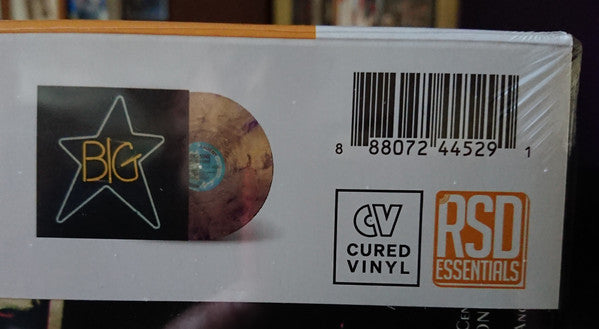 BIG
8 88072 44529 1
CV
CURED
VINYL
RSD
ESSENTIALS